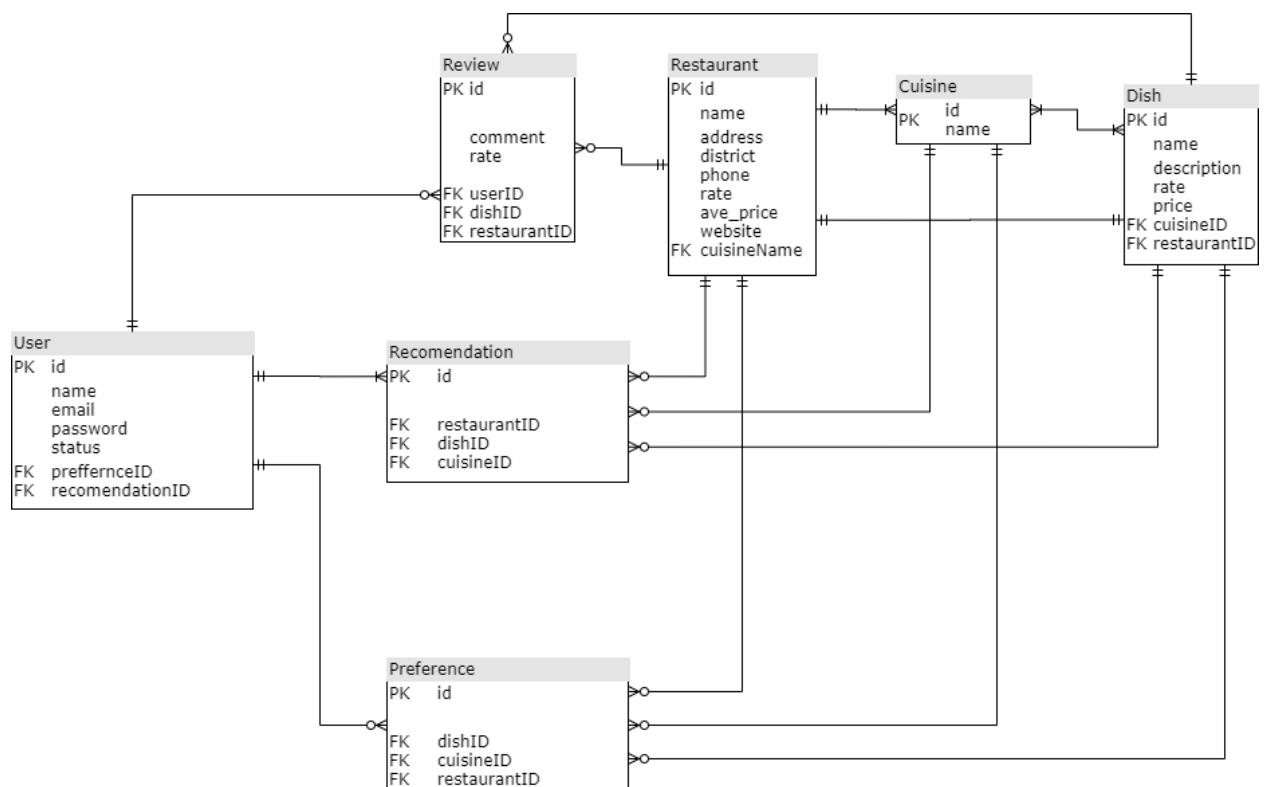 Review
PK id
comment
rate
FK userID
FK dishID
FK restaurantID
Restaurant
PK id
name
address
district
phone
rate
ave_price
website
FK cuisineName
Cuisine
id
PK
name
Dish
PK id
name
description
rate
price
FK cuisineID
FK restaurantID
User
PK id
name
email
password
status
FK preffernceID
FK recomendationID
Recomendation
PK id
FK restaurantID
FK dishID
FK cuisineID
Preference
PK id
FK dishID
FK cuisineID
FK restaurantID